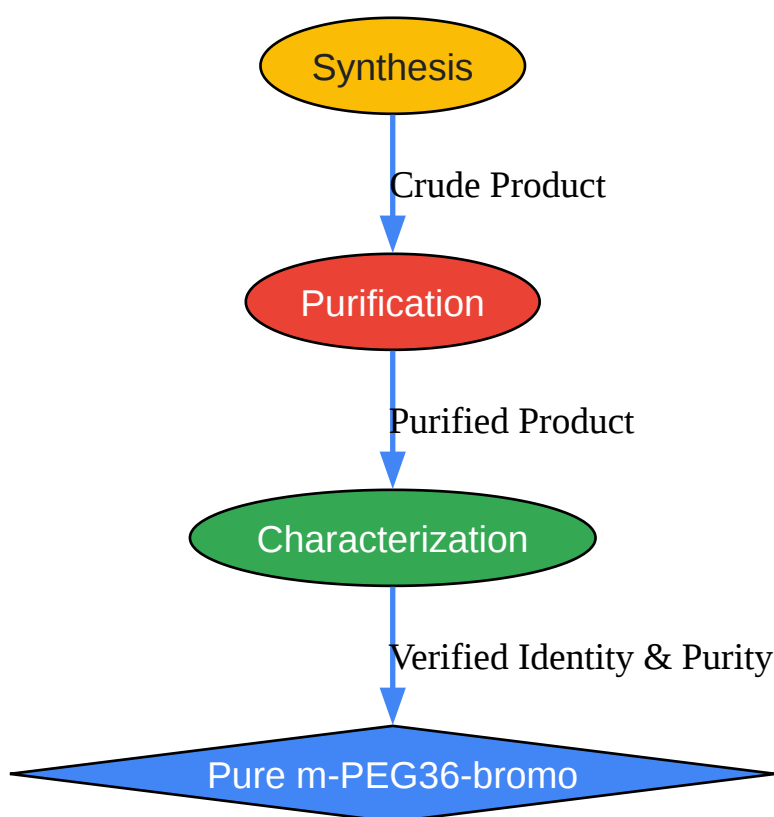 Synthesis
Crude Product
Purification
Purified Product
Characterization
Verified Identity & Purity
Pure m-PEG36-bromo